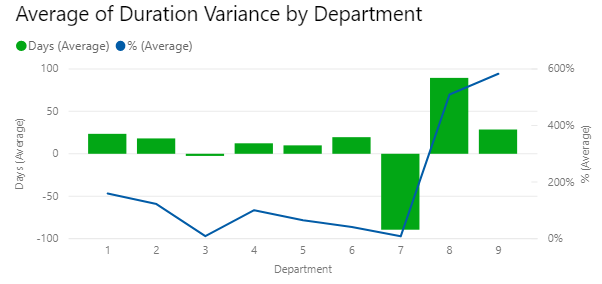 Average of Duration Variance by Department
Days (Average) % (Average)
100
50
0
-50
-100
Days (Average)
600%
400%
200%
0%
% (Average)
1 2 3 4 5 6 7 8 9
Department